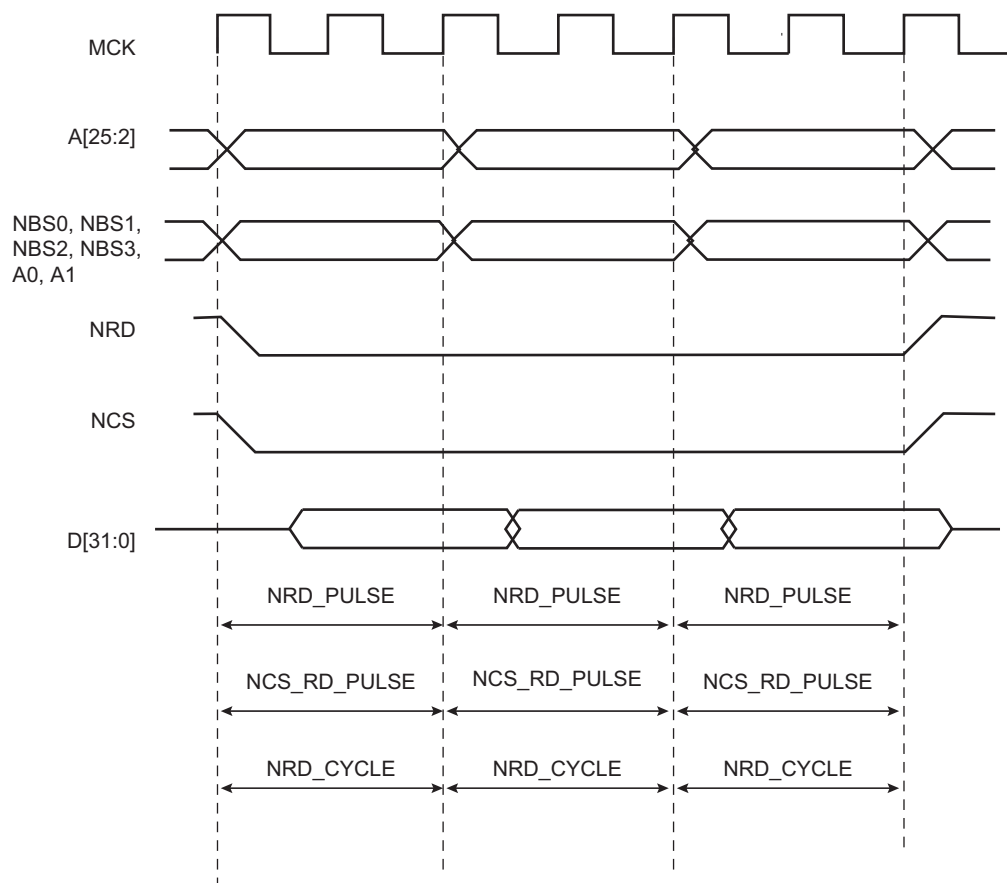 MCK
A[25:2]
NBS0, NBS1,
NBS2, NBS3,
A0, A1
NRD
NCS
D[31:0]
NRD_PULSE NRD_PULSE NRD_PULSE
NCS_RD_PULSE NCS_RD_PULSE NCS_RD_PULSE
NRD_CYCLE NRD_CYCLE NRD_CYCLE